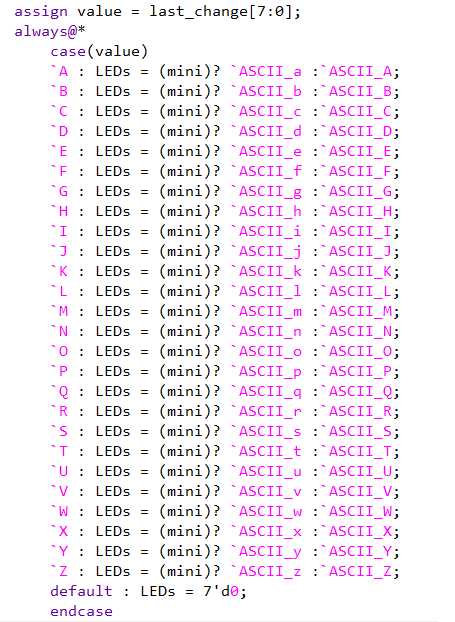 assign value = last_change[7:0];
always@*
case(value)
`A : LEDs = (mini)? `ASCII_a :`ASCII_A;
`B : LEDs = (mini)? `ASCII_b :`ASCII_B;
`C : LEDs = (mini)? `ASCII_c :`ASCII_C;
`D : LEDs = (mini)? `ASCII_d :`ASCII_D;
`E : LEDs = (mini)? `ASCII_e :`ASCII_E;
`F : LEDs = (mini)? `ASCII_f :`ASCII_F;
`G : LEDs = (mini)? `ASCII_g :`ASCII_G;
`H : LEDs = (mini)? `ASCII_h :`ASCII_H;
`I : LEDs = (mini)? `ASCII_i :`ASCII_I;
`J : LEDs = (mini)? `ASCII_j :`ASCII_J;
`K : LEDs = (mini)? `ASCII_k :`ASCII_K;
`L : LEDs = (mini)? `ASCII_l :`ASCII_L;
`M : LEDs = (mini)? `ASCII_m :`ASCII_M;
`N : LEDs = (mini)? `ASCII_n :`ASCII_N;
`O : LEDs = (mini)? `ASCII_o :`ASCII_O;
`P : LEDs = (mini)? `ASCII_p :`ASCII_P;
`Q : LEDs = (mini)? `ASCII_q :`ASCII_Q;
`R : LEDs = (mini)? `ASCII_r :`ASCII_R;
`S : LEDs = (mini)? `ASCII_s :`ASCII_S;
`T : LEDs = (mini)? `ASCII_t :`ASCII_T;
`U : LEDs = (mini)? `ASCII_u :`ASCII_U;
`V : LEDs = (mini)? `ASCII_v :`ASCII_V;
`W : LEDs = (mini)? `ASCII_w :`ASCII_W;
`X : LEDs = (mini)? `ASCII_x :`ASCII_X;
`Y : LEDs = (mini)? `ASCII_y :`ASCII_Y;
`Z : LEDs = (mini)? `ASCII_z :`ASCII_Z;
default : LEDs = 7'd0;
endcase